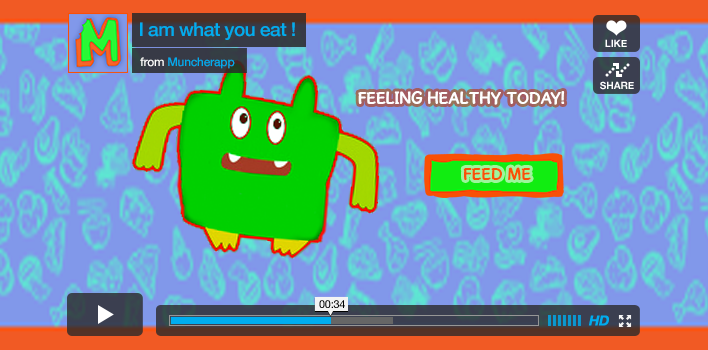 M
I am what you eat !
from Muncherapp
LIKE
SHARE
FEELING HEALTHY TODAY!
FEED ME
00:34
HD